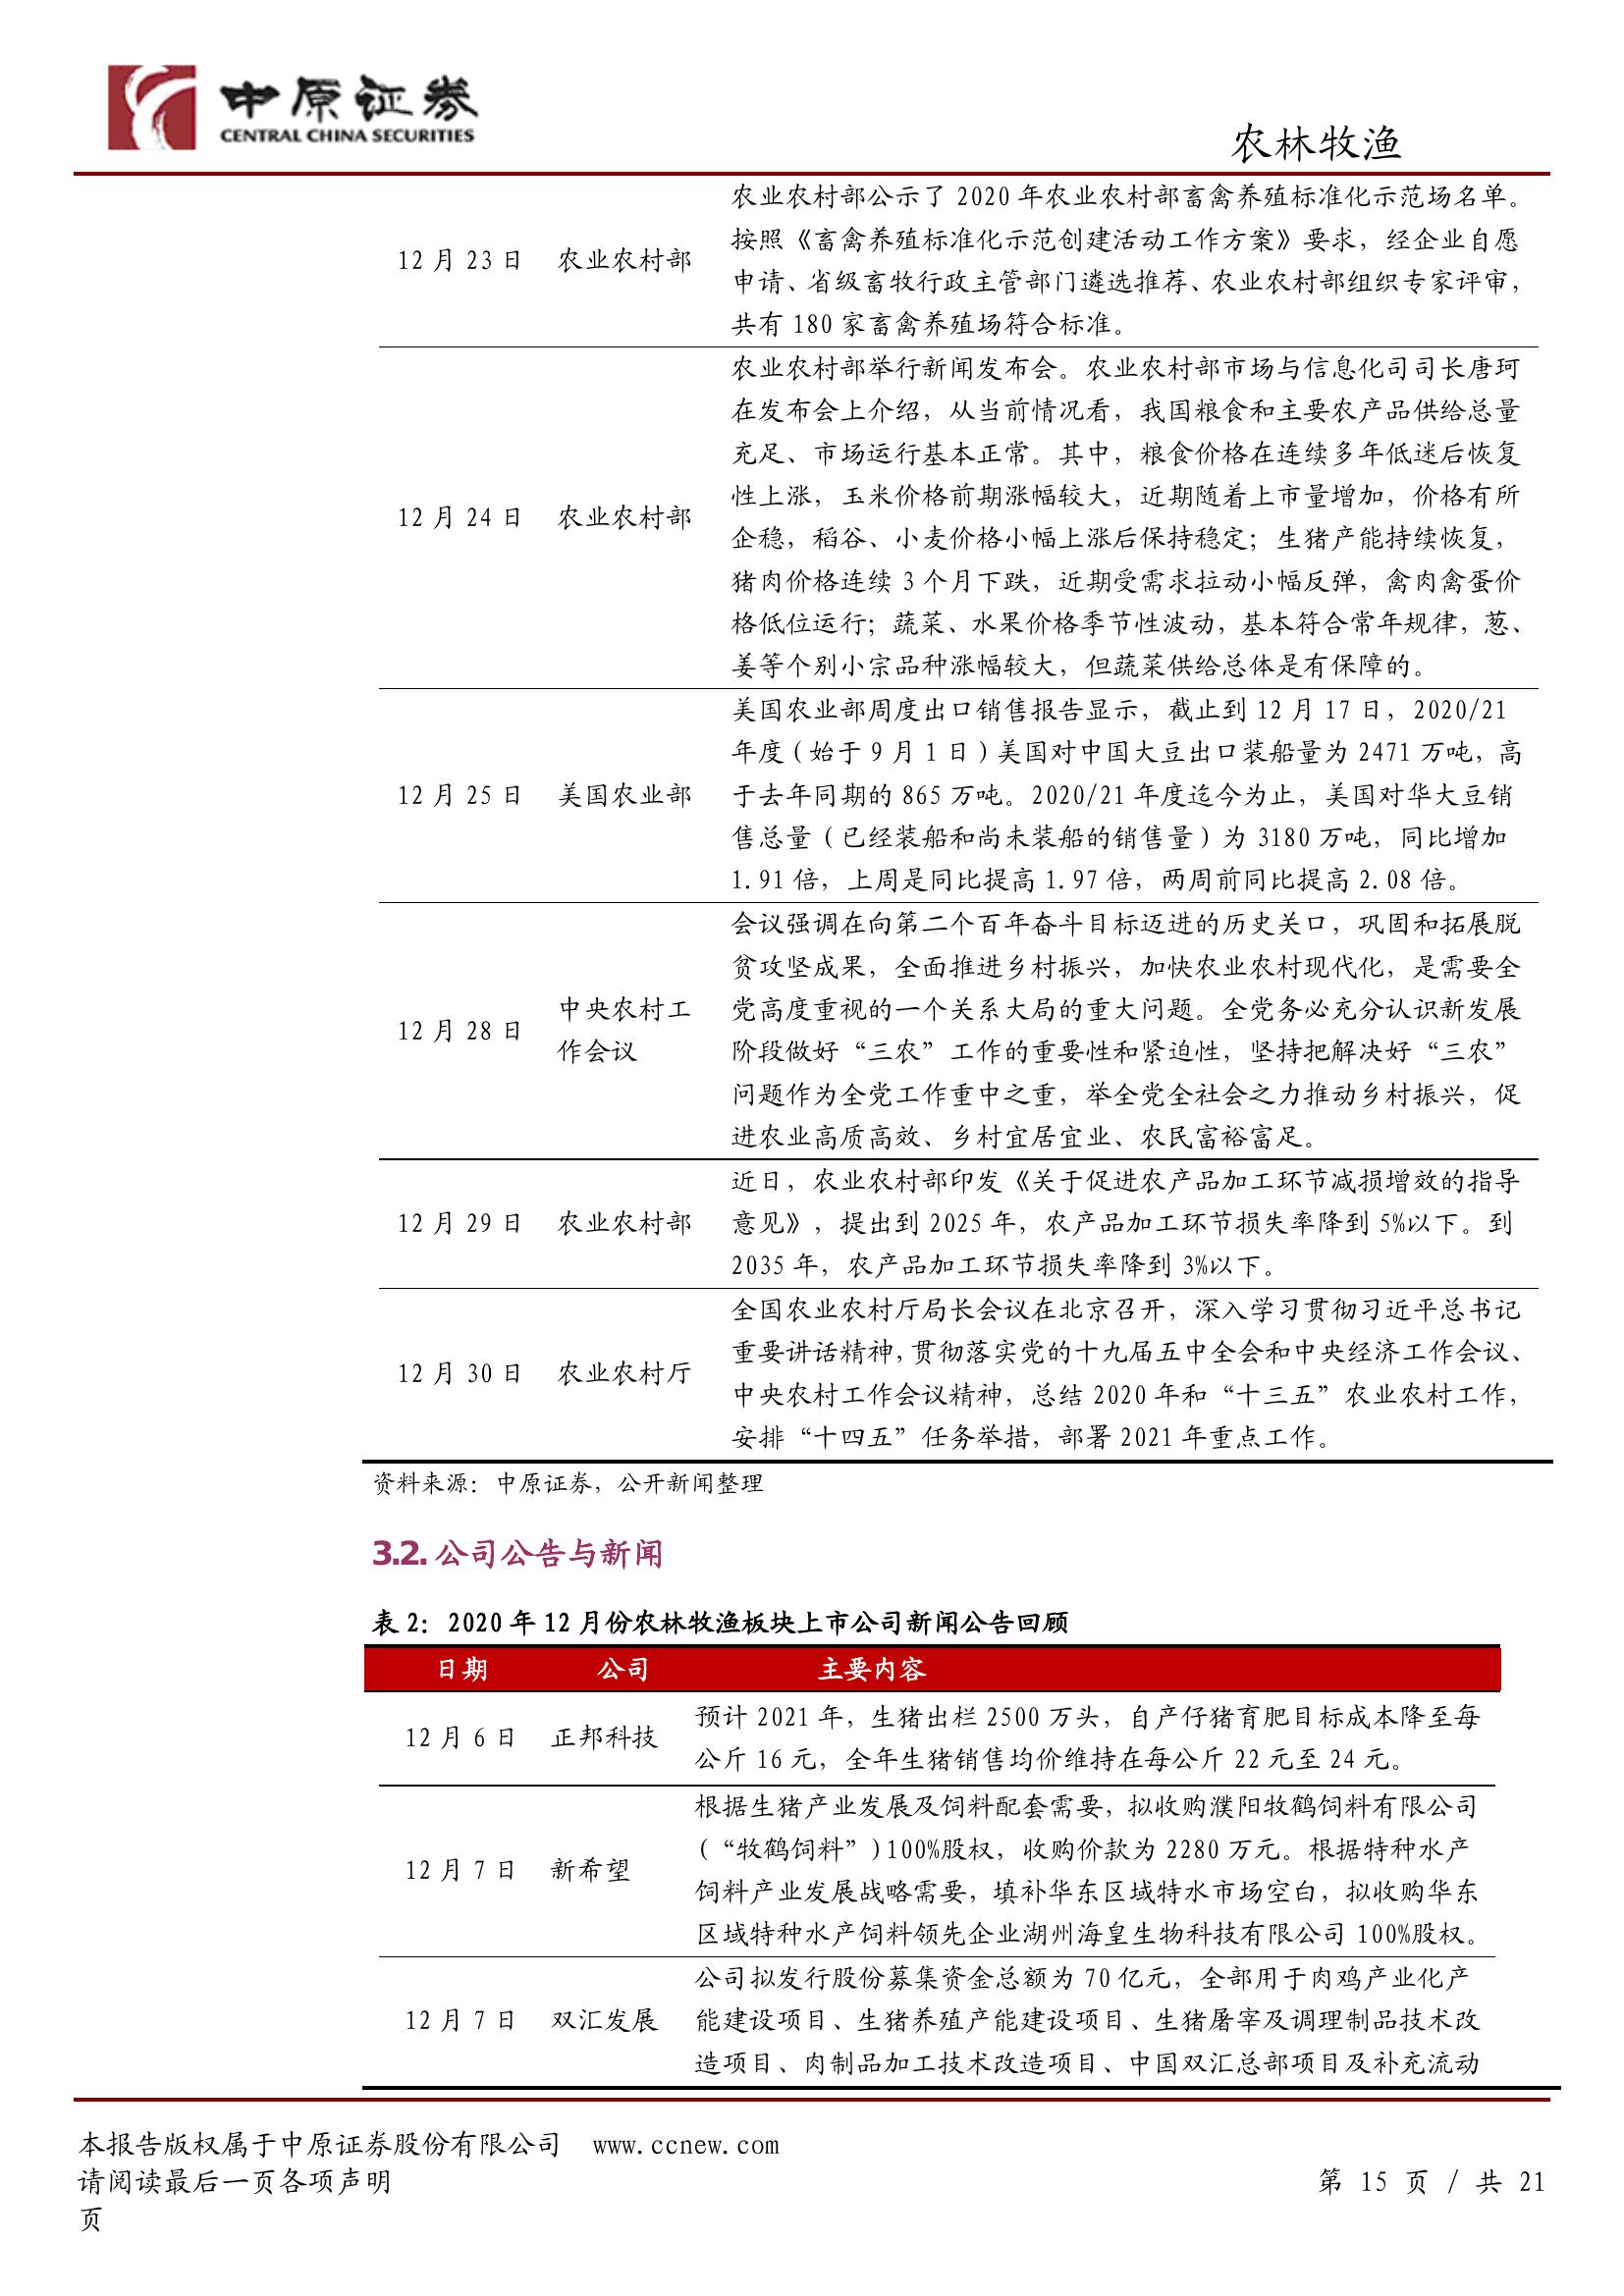 中原证券
CENTRAL CHINA SECURITIES
农林牧渔
农业农村部公示了 2020 年农业农村部畜禽养殖标准化示范场名单。
按照《畜禽养殖标准化示范创建活动工作方案》要求，经企业自愿
12 月 23 日 农业农村部
申请、省级畜牧行政主管部门遴选推荐、农业农村部组织专家评审，
共有 180 家畜禽养殖场符合标准。
农业农村部举行新闻发布会。农业农村部市场与信息化司司长唐珂
在发布会上介绍，从当前情况看，我国粮食和主要农产品供给总量
充足、市场运行基本正常。其中，粮食价格在连续多年低迷后恢复
性上涨，玉米价格前期涨幅较大，近期随着上市量增加，价格有所
12 月 24 日 农业农村部
企稳，稻谷、小麦价格小幅上涨后保持稳定；生猪产能持续恢复，
猪肉价格连续 3 个月下跌，近期受需求拉动小幅反弹，禽肉禽蛋价
格低位运行；蔬菜、水果价格季节性波动，基本符合常年规律，葱、
姜等个别小宗品种涨幅较大，但蔬菜供给总体是有保障的。
美国农业部周度出口销售报告显示，截止到 12 月 17 日，2020/21
年度（始于 9 月 1 日）美国对中国大豆出口装船量为 2471 万吨，高
12 月 25 日 美国农业部 于去年同期的 865 万吨。2020/21 年度迄今为止，美国对华大豆销
售总量（已经装船和尚未装船的销售量）为 3180 万吨，同比增加
1.91 倍，上周是同比提高 1.97 倍，两周前同比提高 2.08 倍。
会议强调在向第二个百年奋斗目标迈进的历史关口，巩固和拓展脱
贫攻坚成果，全面推进乡村振兴，加快农业农村现代化，是需要全
中央农村工 党高度重视的一个关系大局的重大问题。全党务必充分认识新发展
12 月 28 日
作会议 阶段做好“三农”工作的重要性和紧迫性，坚持把解决好“三农”
问题作为全党工作重中之重，举全党全社会之力推动乡村振兴，促
进农业高质高效、乡村宜居宜业、农民富裕富足。
近日，农业农村部印发《关于促进农产品加工环节减损增效的指导
12 月 29 日 农业农村部 意见》，提出到 2025 年，农产品加工环节损失率降到 5%以下。到
2035 年，农产品加工环节损失率降到 3%以下。
全国农业农村厅局长会议在北京召开，深入学习贯彻习近平总书记
重要讲话精神，贯彻落实党的十九届五中全会和中央经济工作会议、
12 月 30 日 农业农村厅
中央农村工作会议精神，总结 2020 年和“十三五”农业农村工作，
安排“十四五”任务举措，部署 2021 年重点工作。
资料来源：中原证券，公开新闻整理
3.2. 公司公告与新闻
表 2：2020 年 12 月份农林牧渔板块上市公司新闻公告回顾
日期 公司 主要内容
预计 2021 年，生猪出栏 2500 万头，自产仔猪育肥目标成本降至每
12 月 6 日 正邦科技
公斤 16 元，全年生猪销售均价维持在每公斤 22 元至 24 元。
根据生猪产业发展及饲料配套需要，拟收购濮阳牧鹤饲料有限公司
（“牧鹤饲料”)100%股权，收购价款为 2280 万元。根据特种水产
12 月 7 日 新希望
饲料产业发展战略需要，填补华东区域特水市场空白，拟收购华东
区域特种水产饲料领先企业湖州海皇生物科技有限公司 100%股权。
公司拟发行股份募集资金总额为 70 亿元，全部用于肉鸡产业化产
12 月 7 日 双汇发展 能建设项目、生猪养殖产能建设项目、生猪屠宰及调理制品技术改
造项目、肉制品加工技术改造项目、中国双汇总部项目及补充流动
本报告版权属于中原证券股份有限公司 www.ccnew.com
请阅读最后一页各项声明 第 15 页 / 共 21
页